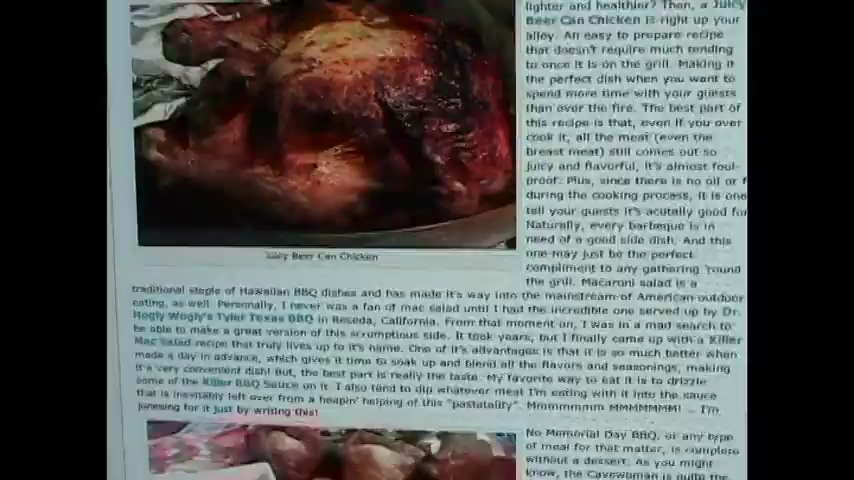 lighter and healthier? Then, a Juicy
Beer Can Chicken is right up your
alley. An easy to prepare recipe
that doesn't require much tending
to once it is on the grill. Making it
the perfect dish when you want to
spend more time with your guests
than over the fire. The best part of
this recipe is that, even if you over
cook it, all the meat (even the
breast meat) still comes out so
juicy and flavorful, it's almost fool-
proof. Plus, since there is no oil or f
during the cooking process, it is one
tell your guests it's acutally good for
Naturally, every barbeque is in
need of a good side dish. And this
one may just be the perfect
compliment to any gathering 'round
the grill. Macaroni salad is a
Juicy Beer Can Chicken
traditional staple of Hawaiian BBQ dishes and has made it's way into the mainstream of American outdoor
eating, as well. Personally, I never was a fan of mac salad until I had the incredible one served up by Dr.
Hogly Wogly's Tyler Texas BBQ in Reseda, California. From that moment on, I was in a mad search to
be able to make a great version of this scrumptious side. It took years, but I finally came up with a Killer
Mac Salad recipe that truly lives up to it's name. One of it's advantages is that it is so much better when
made a day in advance, which gives it time to soak up and blend all the flavors and seasonings, making
it a very convenient dish! But, the best part is really the taste. My favorite way to eat it is to drizzle
some of the Killer BBQ Sauce on it. I also tend to dip whatever meat I'm eating with it into the sauce
that is inevitably left over from a heapin' helping of this "pastatality". Mmmmmmm MMMMMMM! ... I'm
jonesing for it just by writing this!
No Memorial Day BBQ, or any type
of meal for that matter, is complete
without a dessert. As you might
know, the Cavewoman is quite the